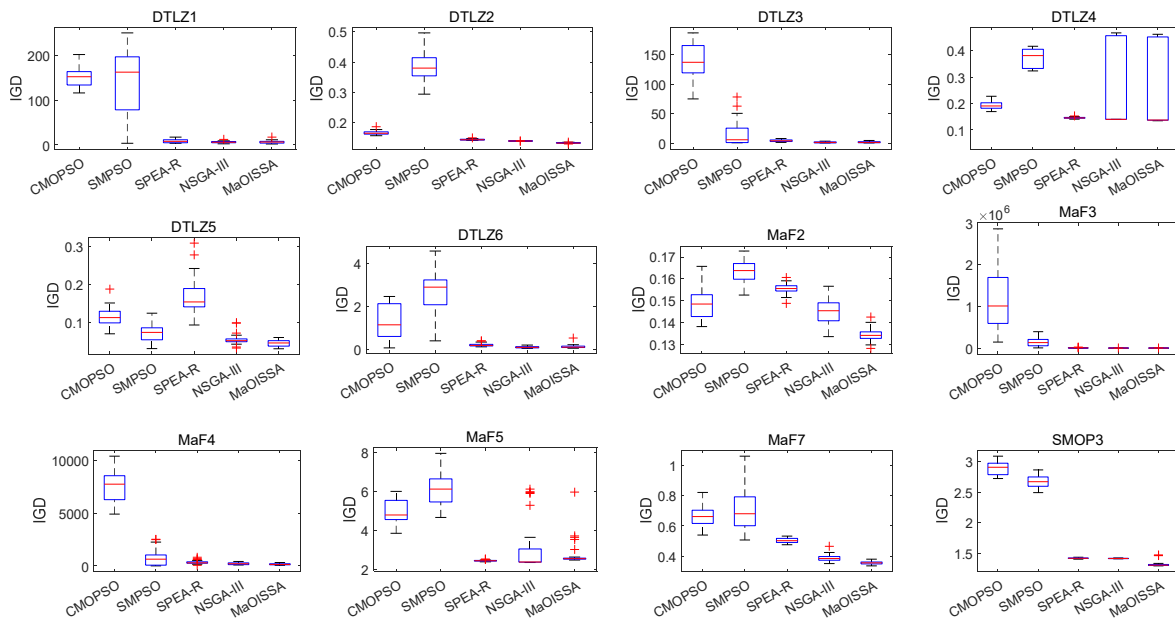 DTLZ1
IGD
200
100
0
CMOPSO
SMPSO
SPEA-R
NSGA-III
MaOISSA
DTLZ2
IGD
0.5
0.4
0.3
0.2
CMOPSO
SMPSO
SPEA-R
NSGA-III
MaOISSA
DTLZ3
IGD
150
100
50
0
CMOPSO
SMPSO
SPEA-R
NSGA-III
MaOISSA
DTLZ4
IGD
0.4
0.3
0.2
0.1
CMOPSO
SMPSO
SPEA-R
NSGA-III
MaOISSA
DTLZ5
IGD
0.3
0.2
0.1
CMOPSO
SMPSO
SPEA-R
NSGA-III
MaOISSA
DTLZ6
IGD
4
2
0
CMOPSO
SMPSO
SPEA-R
NSGA-III
MaOISSA
MaF2
IGD
0.17
0.16
0.15
0.14
0.13
CMOPSO
SMPSO
SPEA-R
NSGA-III
MaOISSA
MaF3
×10⁶
IGD
3
2
1
0
CMOPSO
SMPSO
SPEA-R
NSGA-III
MaOISSA
MaF4
IGD
10000
5000
0
CMOPSO
SMPSO
SPEA-R
NSGA-III
MaOISSA
MaF5
IGD
8
6
4
2
CMOPSO
SMPSO
SPEA-R
NSGA-III
MaOISSA
MaF7
IGD
1
0.8
0.6
0.4
CMOPSO
SMPSO
SPEA-R
NSGA-III
MaOISSA
SMOP3
IGD
3
2.5
2
1.5
CMOPSO
SMPSO
SPEA-R
NSGA-III
MaOISSA